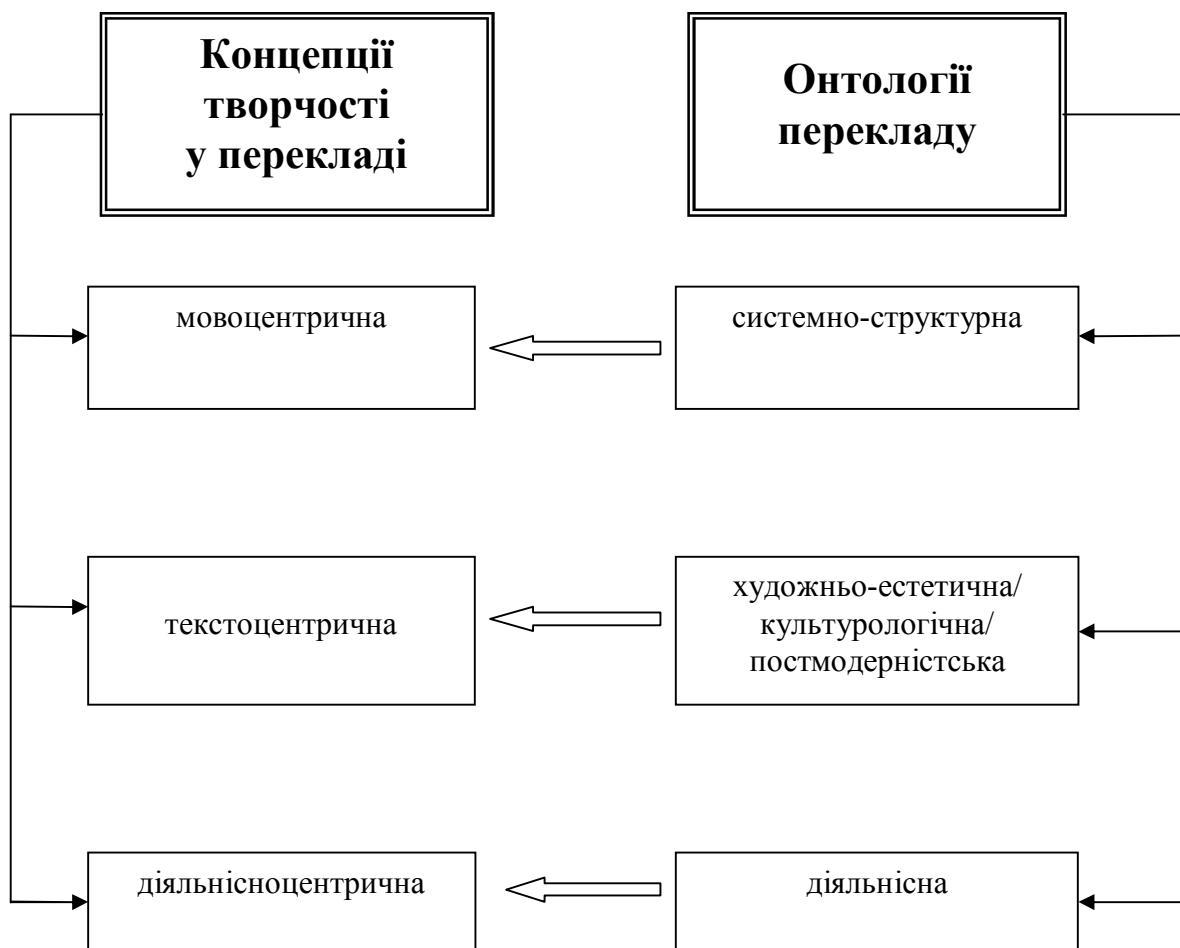 Концепції
творчості
у перекладі
Онтології
перекладу
мовоцентрична
системно-структурна
текстоцентрична
художньо-естетична/
культурологічна/
постмодерністська
діяльнісноцентрична
діяльнісна